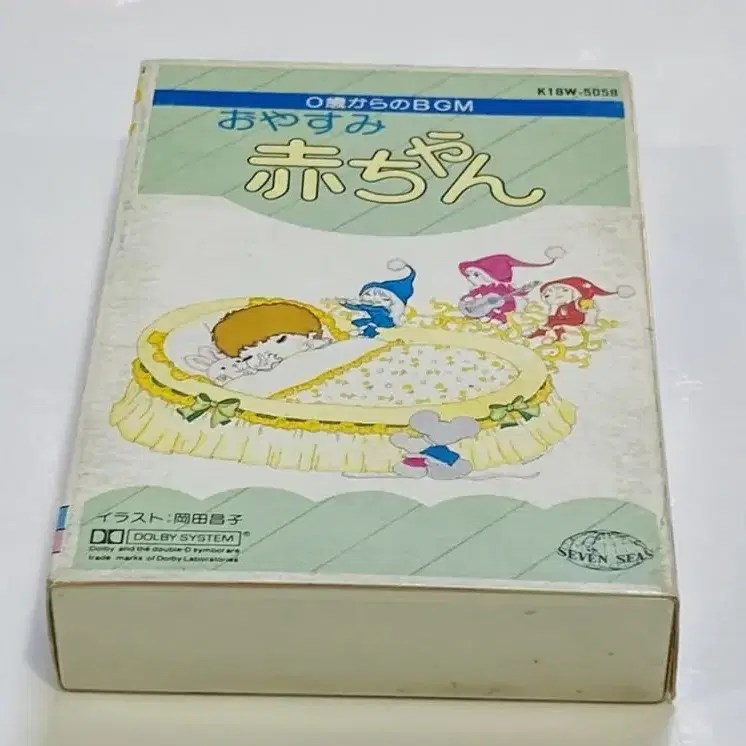 K18W-5058
0歳からのBGM
おやすみ
赤ちゃん
イラスト:岡田昌子
DOLBY SYSTEM®
Dolby and the double-D symbol are
trade marks of Dolby Laboratories
SEVEN SEAS